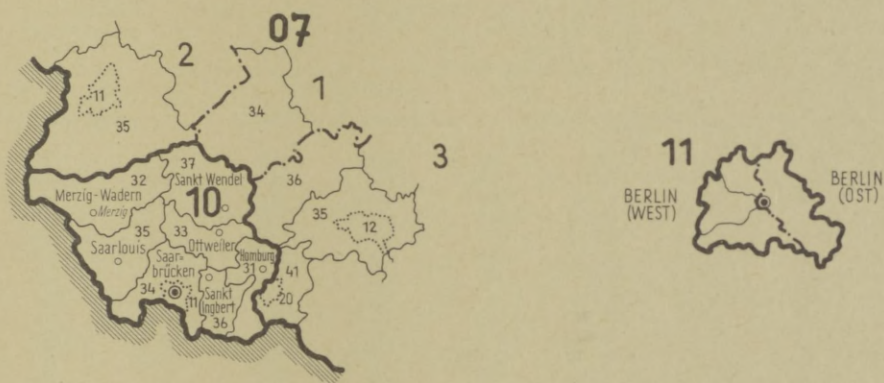 07
2
1
11
34
35
3
11
37
36
32
Sankt Wendel
BERLIN
(OST)
Merzig-Wadern
BERLIN
(WEST)
Merzig
10
35
12
35
33
Saarlouis
Ottweiler
Homburg
Saar-
brücken
31
41
34
11
Sankt
Ingbert
20
36